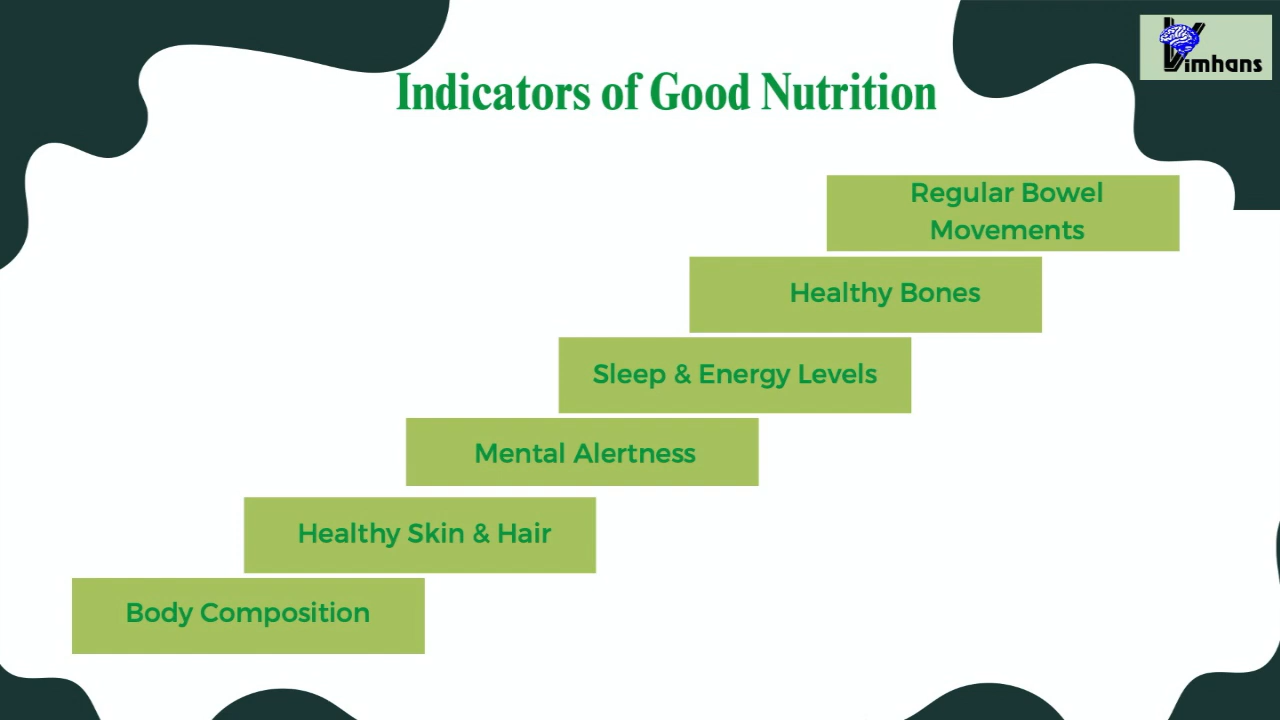 Vimhans
Indicators of Good Nutrition
Regular Bowel
Movements
Healthy Bones
Sleep & Energy Levels
Mental Alertness
Healthy Skin & Hair
Body Composition